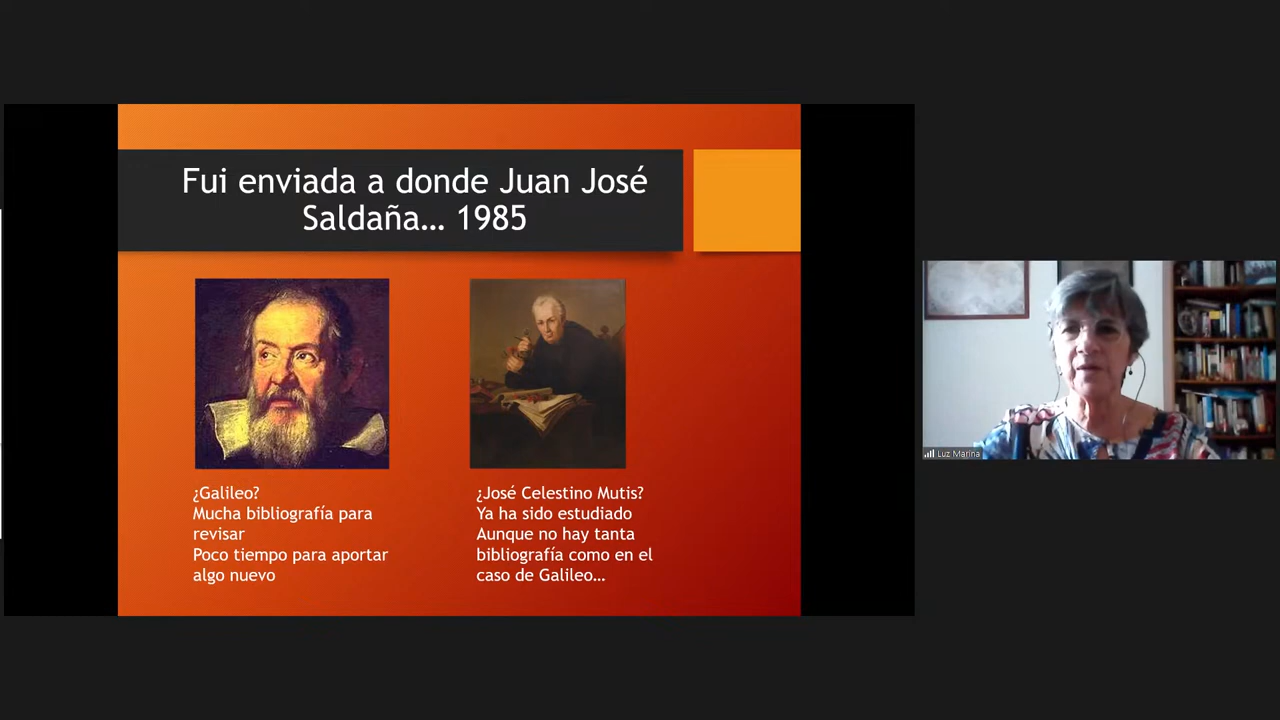 Fui enviada a donde Juan José
Saldaña... 1985
¿Galileo?
Mucha bibliografía para
revisar
Poco tiempo para aportar
algo nuevo
¿José Celestino Mutis?
Ya ha sido estudiado
Aunque no hay tanta
bibliografía como en el
caso de Galileo...
Luz Marina